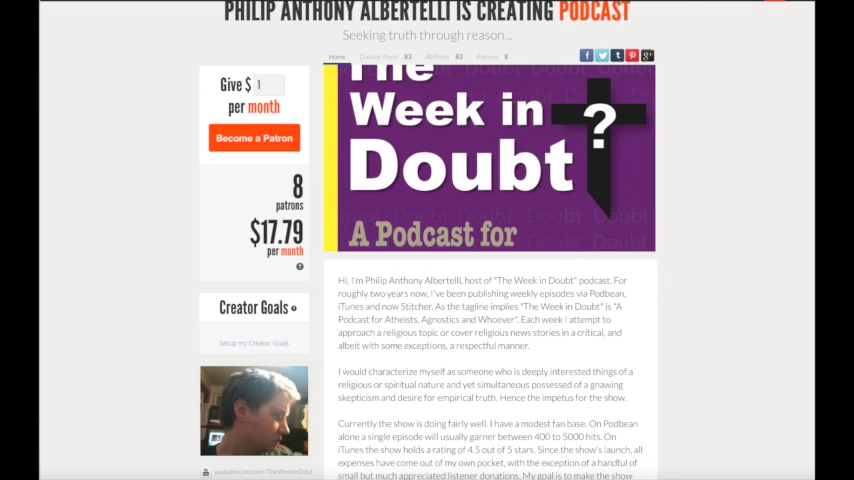 PHILIP ANTHONY ALBERTELLI IS CREATING PODCAST
Seeking truth through reason...
Home Creator Posts 83 All Posts 83 Patrons 8
Give $ 1
per month
Become a Patron
8
patrons
$17.79
per month
Creator Goals
Setup my Creator Goals
youtube.com/user/TheWeekinDoul
The
Week in
Doubt
?
A Podcast for
Hi, I'm Philip Anthony Albertelli, host of "The Week in Doubt" podcast. For
roughly two years now, I've been publishing weekly episodes via Podbean,
iTunes and now Stitcher. As the tagline implies "The Week in Doubt" is "A
Podcast for Atheists, Agnostics and Whoever". Each week I attempt to
approach a religious topic or cover religious news stories in a critical, and
albeit with some exceptions, a respectful manner.
I would characterize myself as someone who is deeply interested things of a
religious or spiritual nature and yet simultaneous possessed of a gnawing
skepticism and desire for empirical truth. Hence the impetus for the show.
Currently the show is doing fairly well. I have a modest fan base. On Podbean
alone a single episode will usually garner between 400 to 5000 hits. On
iTunes the show holds a rating of 4.5 out of 5 stars. Since the show's launch, all
expenses have come out of my own pocket, with the exception of a handful of
small but much appreciated listener donations. My goal is to make the show